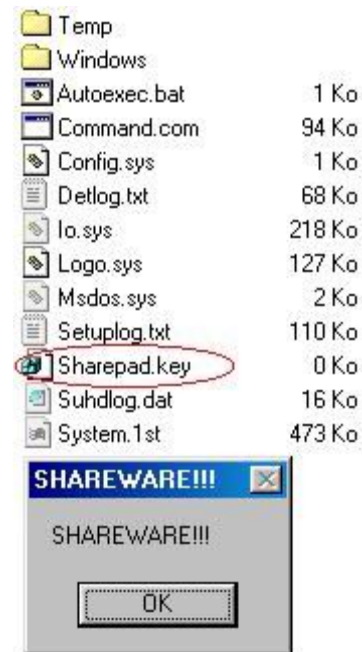 Temp
Windows
Autoexec.bat 1 Ko
Command.com 94 Ko
Config.sys 1 Ko
Detlog.txt 68 Ko
Io.sys 218 Ko
Logo.sys 127 Ko
Msdos.sys 2 Ko
Setuplog.txt 110 Ko
Sharepad.key 0 Ko
Suhdlog.dat 16 Ko
System.1st 473 Ko
SHAREWARE!!!
SHAREWARE!!!
OK